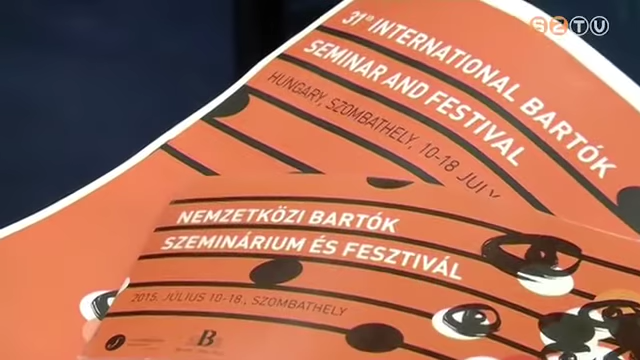 SZTV
31st INTERNATIONAL BARTÓK
SEMINAR AND FESTIVAL
HUNGARY, SZOMBATHELY, 10-18 JULY
NEMZETKÖZI BARTÓK
SZEMINÁRIUM ÉS FESZTIVÁL
2015. JÚLIUS 10-18., SZOMBATHELY
B